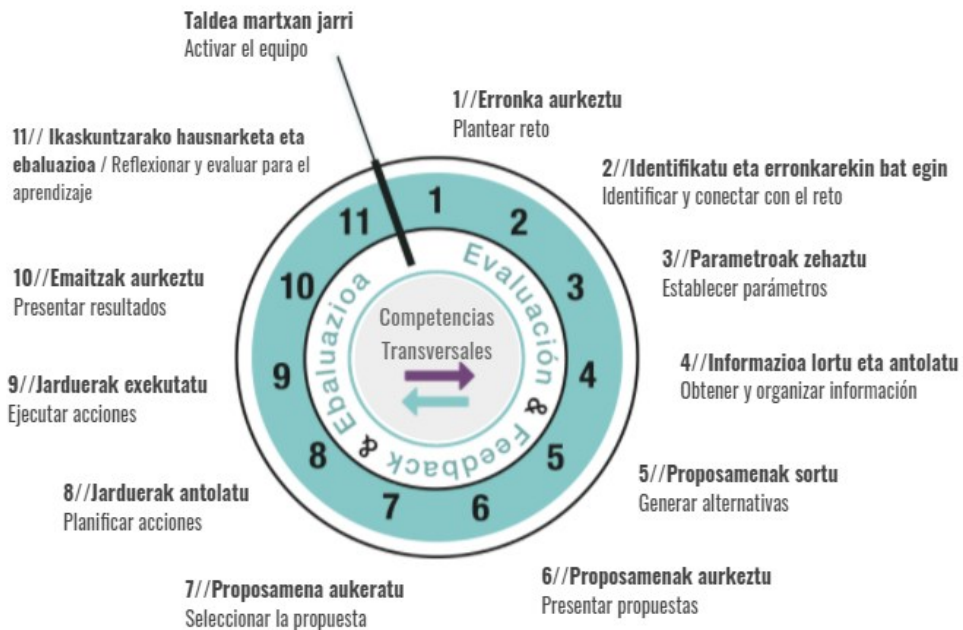 Taldea martxan jarri
Activar el equipo
1//Erronka aurkeztu
Plantear reto
2//Identifikatu eta erronkarekin bat egin
Identificar y conectar con el reto
3//Parametroak zehaztu
Establecer parámetros
4//Informazioa lortu eta antolatu
Obtener y organizar información
5//Proposamenak sortu
Generar alternativas
6//Proposamenak aurkeztu
Presentar propuestas
7//Proposamena aukeratu
Seleccionar la propuesta
8//Jarduerak antolatu
Planificar acciones
9//Jarduerak exekutatu
Ejecutar acciones
10//Emaitzak aurkeztu
Presentar resultados
11// Ikaskuntzarako hausnarketa eta
ebaluazioa / Reflexionar y evaluar para el
aprendizaje
1
2
3
4
5
6
7
8
9
10
11
Evaluación & Feedback & Ebaluazioa
Competencias
Transversales